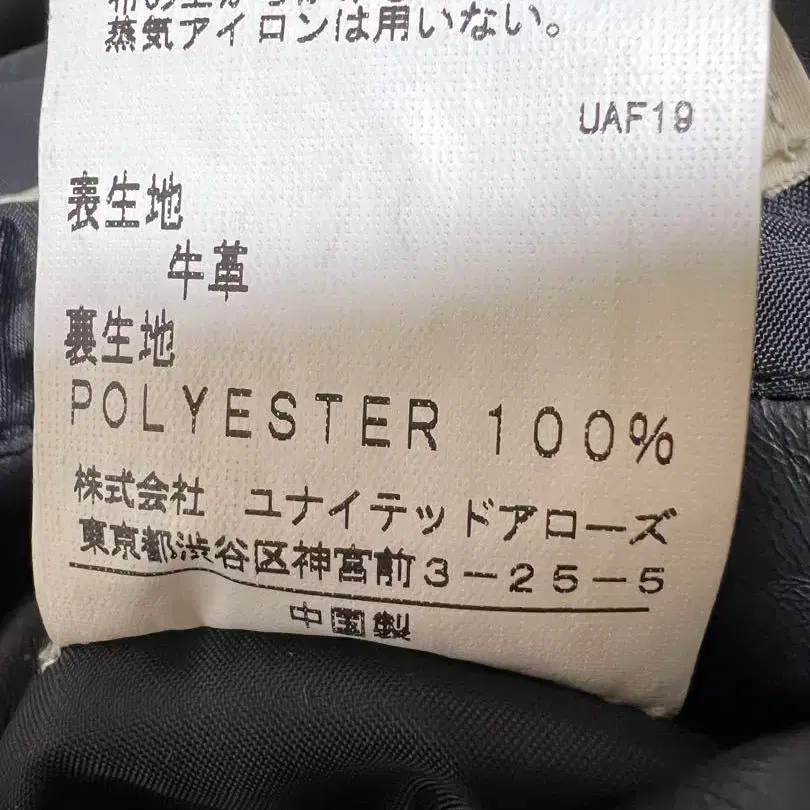 蒸気アイロンは用いない。
UAF19
表生地
牛革
裏生地
POLYESTER 100%
株式会社 ユナイテッドアローズ
東京都渋谷区神宮前3-25-5
中国製